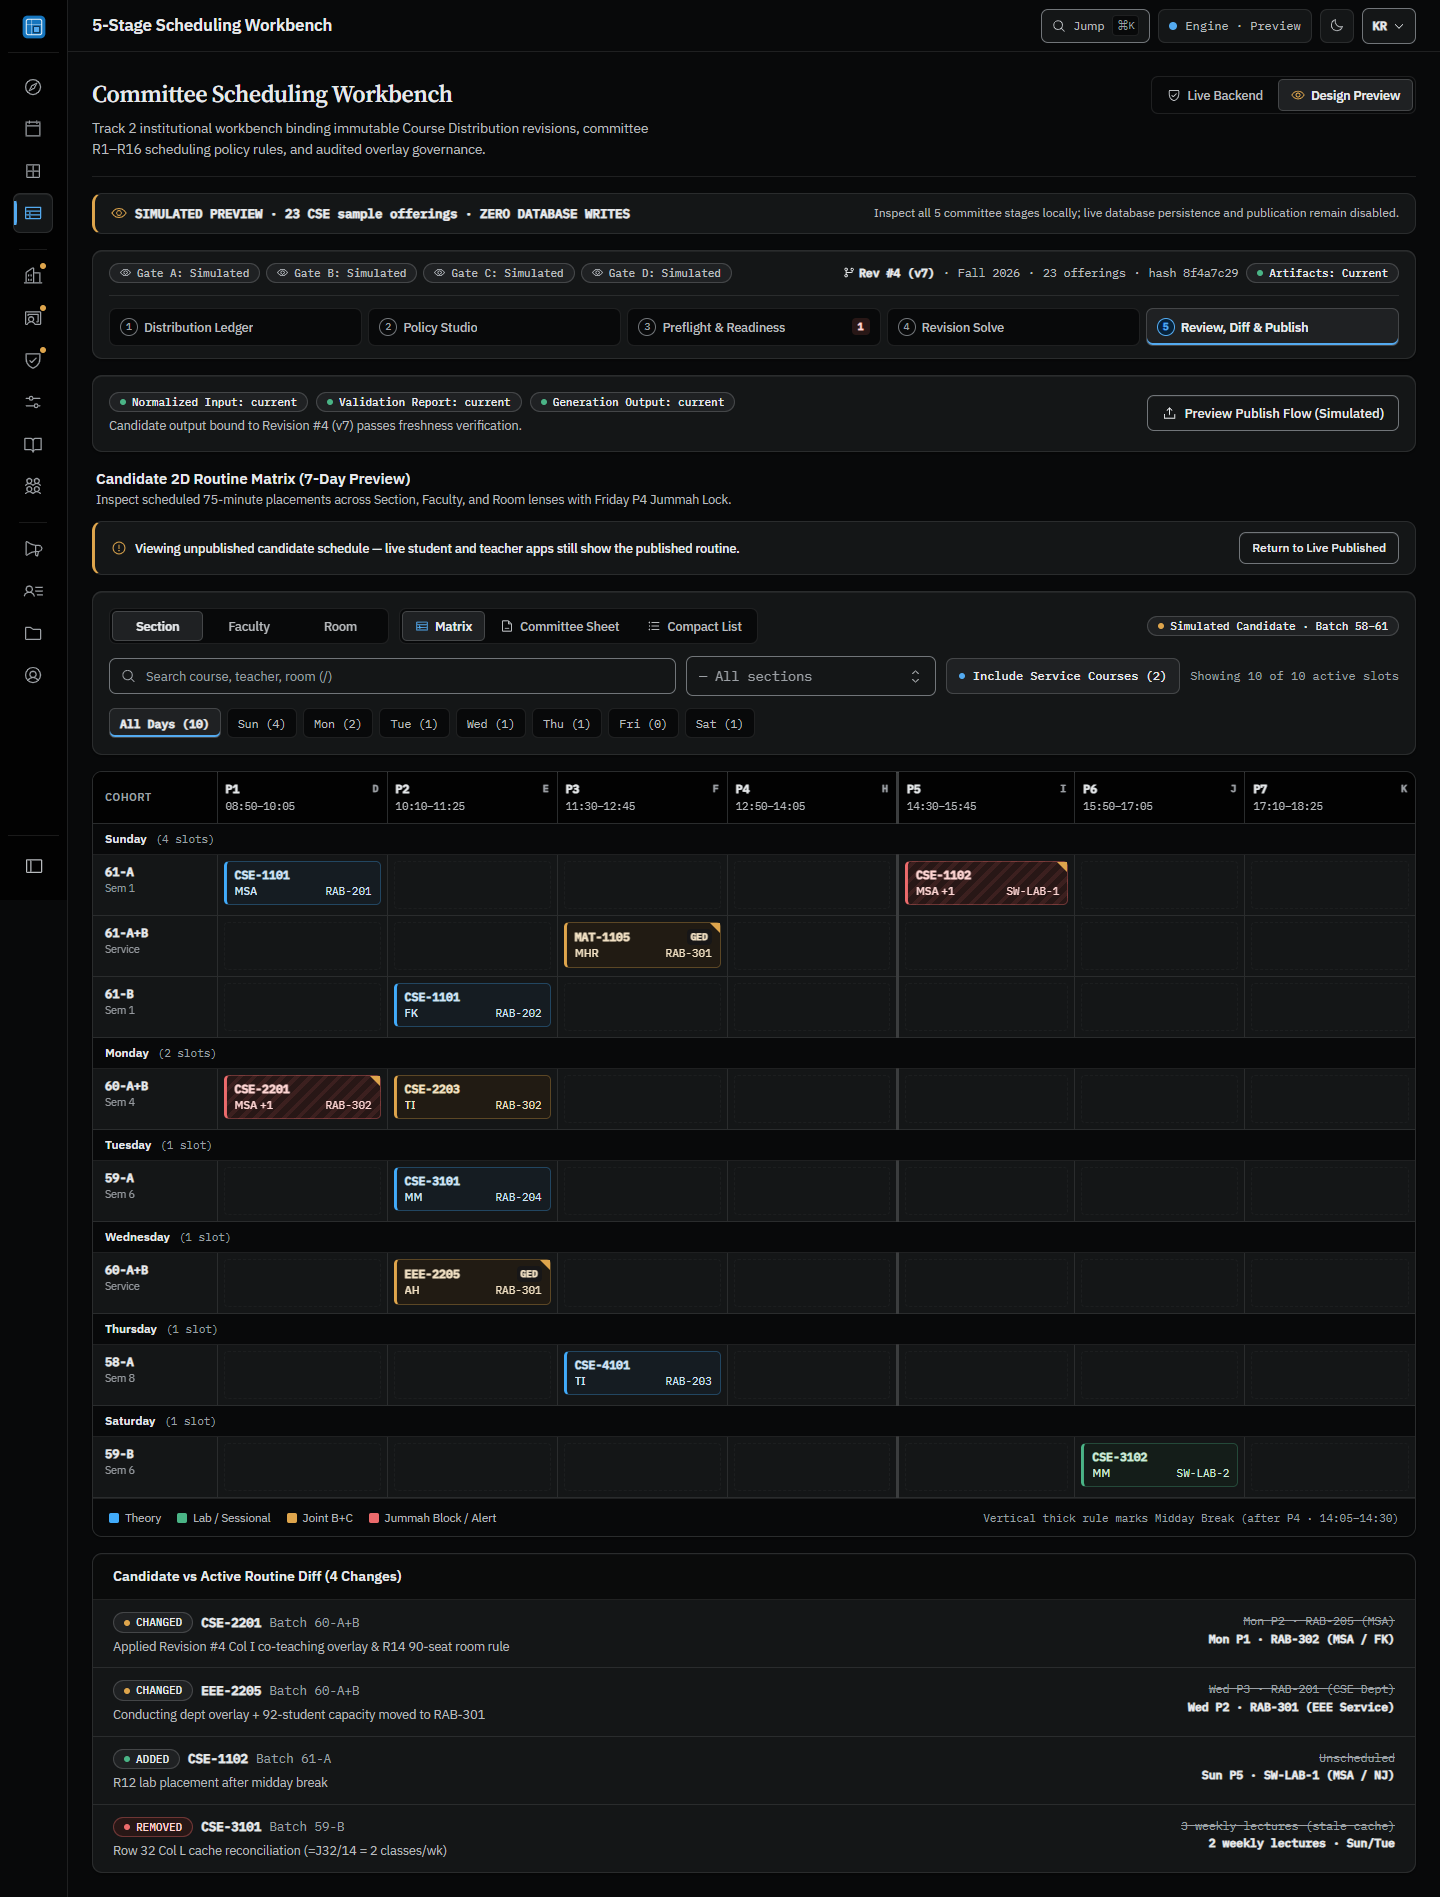 5-Stage Scheduling Workbench
Jump ⌘K
Engine · Preview
KR
Committee Scheduling Workbench
Live Backend
Design Preview
Track 2 institutional workbench binding immutable Course Distribution revisions, committee
R1–R16 scheduling policy rules, and audited overlay governance.
SIMULATED PREVIEW · 23 CSE sample offerings · ZERO DATABASE WRITES
Inspect all 5 committee stages locally; live database persistence and publication remain disabled.
Gate A: Simulated
Gate B: Simulated
Gate C: Simulated
Gate D: Simulated
Rev #4 (v7) · Fall 2026 · 23 offerings · hash 8f4a7c29
Artifacts: Current
1 Distribution Ledger
2 Policy Studio
3 Preflight & Readiness 1
4 Revision Solve
5 Review, Diff & Publish
Normalized Input: current
Validation Report: current
Generation Output: current
Candidate output bound to Revision #4 (v7) passes freshness verification.
Preview Publish Flow (Simulated)
Candidate 2D Routine Matrix (7-Day Preview)
Inspect scheduled 75-minute placements across Section, Faculty, and Room lenses with Friday P4 Jummah Lock.
Viewing unpublished candidate schedule — live student and teacher apps still show the published routine.
Return to Live Published
Section
Faculty
Room
Matrix
Committee Sheet
Compact List
Simulated Candidate · Batch 58–61
Search course, teacher, room (/)
— All sections
Include Service Courses (2)
Showing 10 of 10 active slots
All Days (10)
Sun (4)
Mon (2)
Tue (1)
Wed (1)
Thu (1)
Fri (0)
Sat (1)
COHORT
P1 D
08:50–10:05
P2 E
10:10–11:25
P3 F
11:30–12:45
P4 H
12:50–14:05
P5 I
14:30–15:45
P6 J
15:50–17:05
P7 K
17:10–18:25
Sunday (4 slots)
61-A
Sem 1
CSE-1101
MSA RAB-201
CSE-1102
MSA +1 SW-LAB-1
61-A+B
Service
MAT-1105 GED
MHR RAB-301
61-B
Sem 1
CSE-1101
FK RAB-202
Monday (2 slots)
60-A+B
Sem 4
CSE-2201
MSA +1 RAB-302
CSE-2203
TI RAB-302
Tuesday (1 slot)
59-A
Sem 6
CSE-3101
MM RAB-204
Wednesday (1 slot)
60-A+B
Service
EEE-2205 GED
AH RAB-301
Thursday (1 slot)
58-A
Sem 8
CSE-4101
TI RAB-203
Saturday (1 slot)
59-B
Sem 6
CSE-3102
MM SW-LAB-2
Theory
Lab / Sessional
Joint B+C
Jummah Block / Alert
Vertical thick rule marks Midday Break (after P4 · 14:05–14:30)
Candidate vs Active Routine Diff (4 Changes)
CHANGED CSE-2201 Batch 60-A+B
Applied Revision #4 Col I co-teaching overlay & R14 90-seat room rule
Mon P2 · RAB-205 (MSA)
Mon P1 · RAB-302 (MSA / FK)
CHANGED EEE-2205 Batch 60-A+B
Conducting dept overlay + 92-student capacity moved to RAB-301
Wed P3 · RAB-201 (CSE Dept)
Wed P2 · RAB-301 (EEE Service)
ADDED CSE-1102 Batch 61-A
R12 lab placement after midday break
Unscheduled
Sun P5 · SW-LAB-1 (MSA / NJ)
REMOVED CSE-3101 Batch 59-B
Row 32 Col L cache reconciliation (=J32/14 = 2 classes/wk)
3 weekly lectures (stale cache)
2 weekly lectures · Sun/Tue